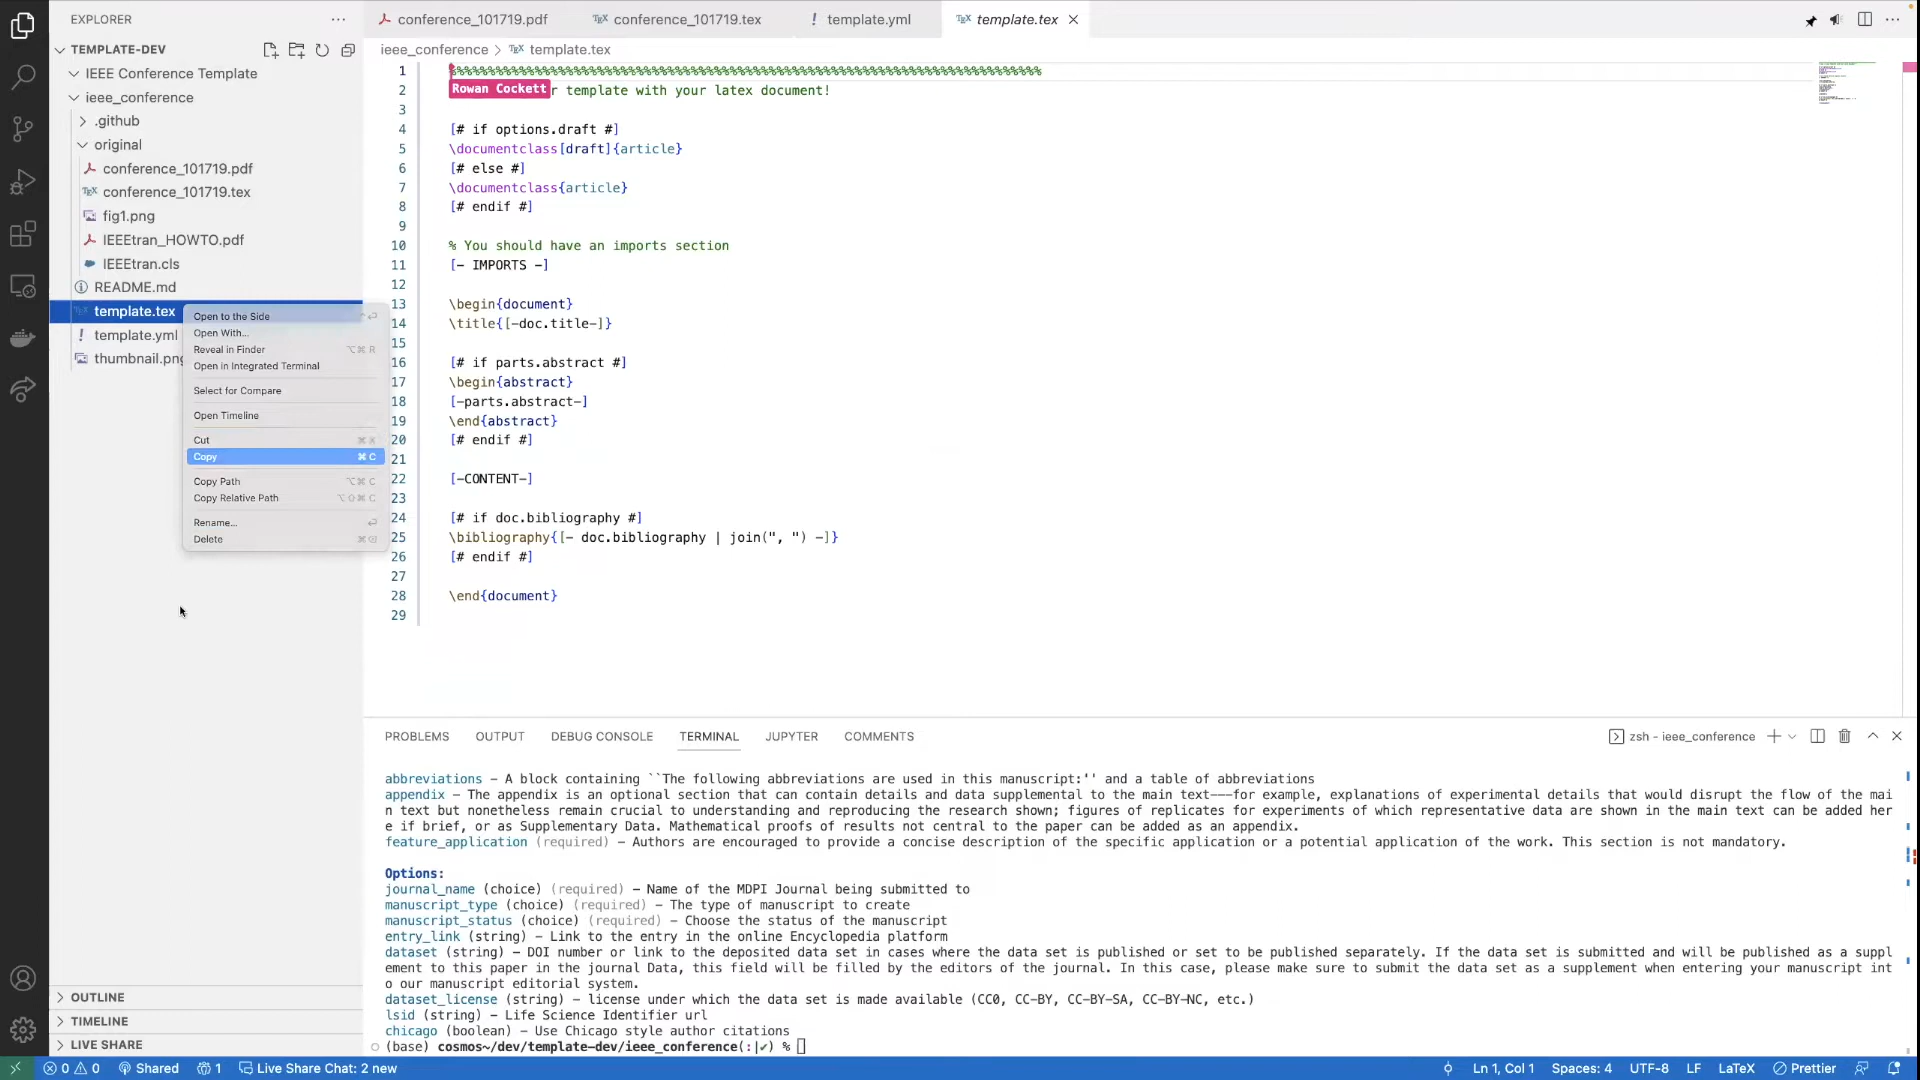 EXPLORER
TEMPLATE-DEV
IEEE Conference Template
ieee_conference
.github
original
conference_101719.pdf
conference_101719.tex
fig1.png
IEEEtran_HOWTO.pdf
IEEEtran.cls
README.md
template.tex
template.yml
thumbnail.png
Open to the Side
Open With...
Reveal in Finder ⌥⌘ R
Open in Integrated Terminal
Select for Compare
Open Timeline
Cut ⌘ X
Copy ⌘ C
Copy Path ⌥⌘ C
Copy Relative Path ⌥⇧⌘ C
Rename...
Delete ⌘⌫
OUTLINE
TIMELINE
LIVE SHARE
conference_101719.pdf TEX conference_101719.tex ! template.yml TEX template.tex
ieee_conference > TEX template.tex
1 %%%%%%%%%%%%%%%%%%%%%%%%%%%%%%%%%%%%%%%%%%%%%%%%%%%%%%%%%%%%%%%%%%%%%%%%%%%%%%
2 Rowan Cockett r template with your latex document!
3
4 [# if options.draft #]
5 \documentclass[draft]{article}
6 [# else #]
7 \documentclass{article}
8 [# endif #]
9
10 % You should have an imports section
11 [- IMPORTS -]
12
13 \begin{document}
14 \title{[-doc.title-]}
15
16 [# if parts.abstract #]
17 \begin{abstract}
18 [-parts.abstract-]
19 \end{abstract}
20 [# endif #]
21
22 [-CONTENT-]
23
24 [# if doc.bibliography #]
25 \bibliography{[- doc.bibliography | join(", ") -]}
26 [# endif #]
27
28 \end{document}
29
PROBLEMS OUTPUT DEBUG CONSOLE TERMINAL JUPYTER COMMENTS zsh - ieee_conference
abbreviations - A block containing ``The following abbreviations are used in this manuscript:'' and a table of abbreviations
appendix - The appendix is an optional section that can contain details and data supplemental to the main text---for example, explanations of experimental details that would disrupt the flow of the mai
n text but nonetheless remain crucial to understanding and reproducing the research shown; figures of replicates for experiments of which representative data are shown in the main text can be added her
e if brief, or as Supplementary Data. Mathematical proofs of results not central to the paper can be added as an appendix.
feature_application (required) - Authors are encouraged to provide a concise description of the specific application or a potential application of the work. This section is not mandatory.
Options:
journal_name (choice) (required) - Name of the MDPI Journal being submitted to
manuscript_type (choice) (required) - The type of manuscript to create
manuscript_status (choice) (required) - Choose the status of the manuscript
entry_link (string) - Link to the entry in the online Encyclopedia platform
dataset (string) - DOI number or link to the deposited data set in cases where the data set is published or set to be published separately. If the data set is submitted and will be published as a suppl
ement to this paper in the journal Data, this field will be filled by the editors of the journal. In this case, please make sure to submit the data set as a supplement when entering your manuscript int
o our manuscript editorial system.
dataset_license (string) - license under which the data set is made available (CC0, CC-BY, CC-BY-SA, CC-BY-NC, etc.)
lsid (string) - Life Science Identifier url
chicago (boolean) - Use Chicago style author citations
(base) cosmos~/dev/template-dev/ieee_conference(:|✔) %
0 0 Shared 1 Live Share Chat: 2 new Ln 1, Col 1 Spaces: 4 UTF-8 LF LaTeX Prettier